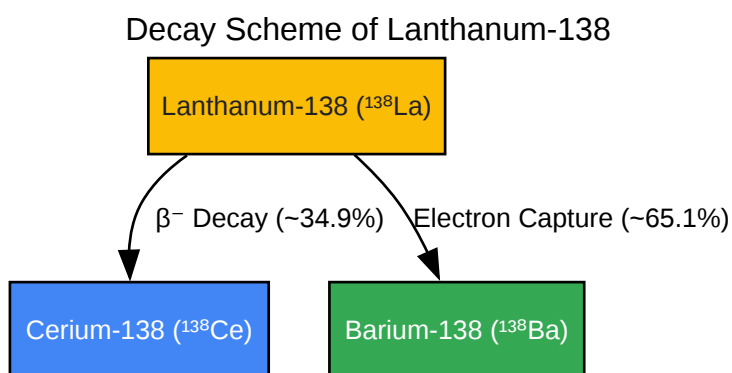 Decay Scheme of Lanthanum-138
Lanthanum-138 (¹³⁸La)
β⁻ Decay (~34.9%)
Electron Capture (~65.1%)
Cerium-138 (¹³⁸Ce)
Barium-138 (¹³⁸Ba)